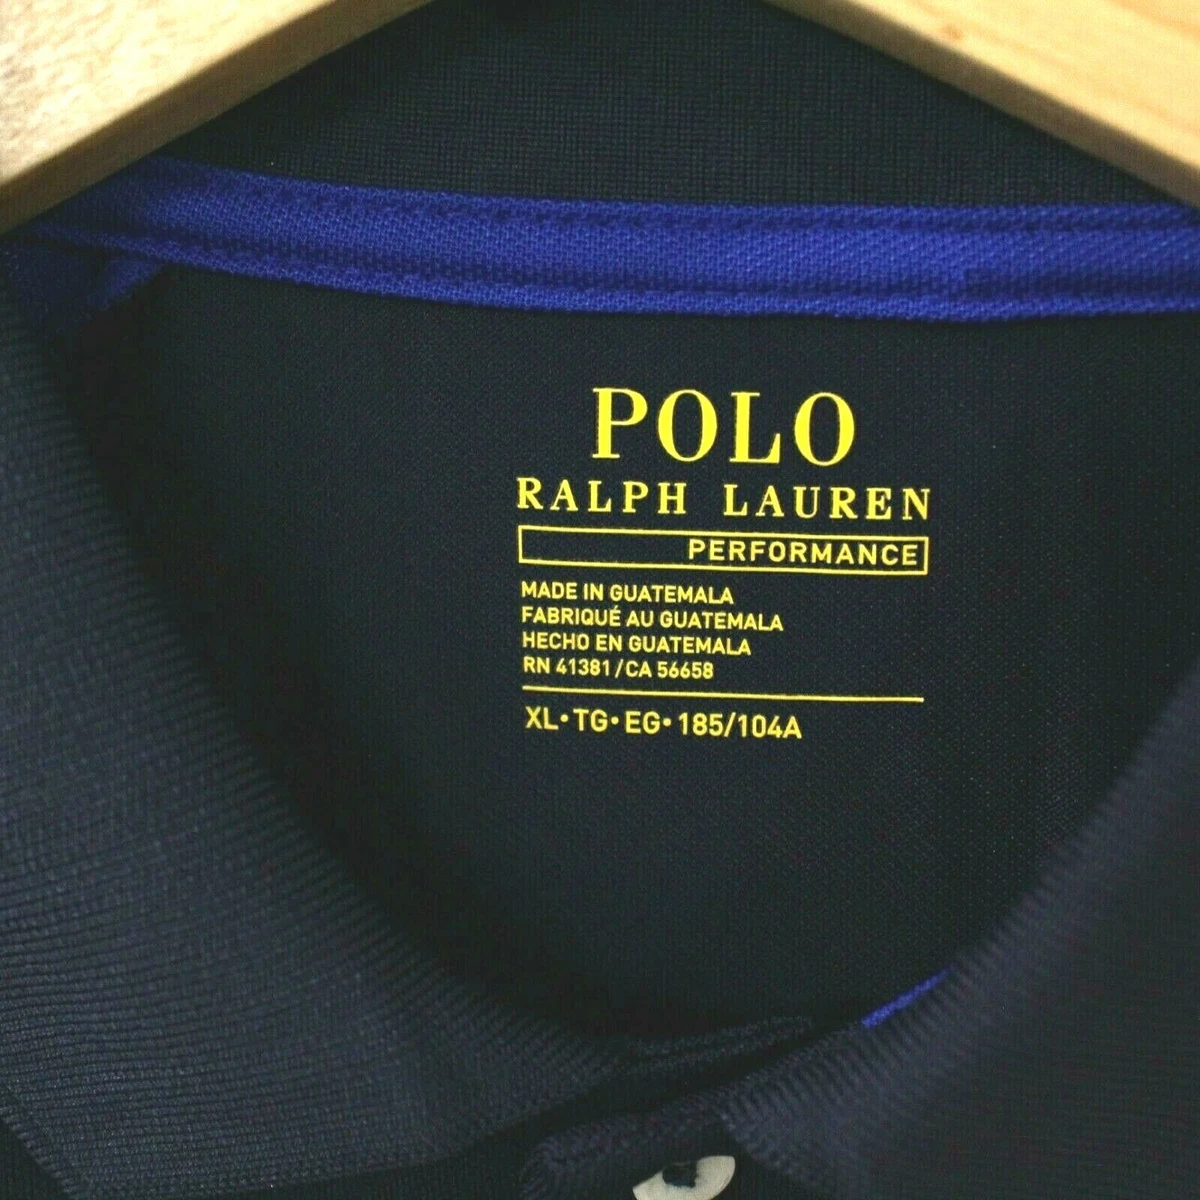 POLO
RALPH LAUREN
PERFORMANCE
MADE IN GUATEMALA
FABRIQUÉ AU GUATEMALA
HECHO EN GUATEMALA
RN 41381/CA 56658
XL•TG•EG•185/104A